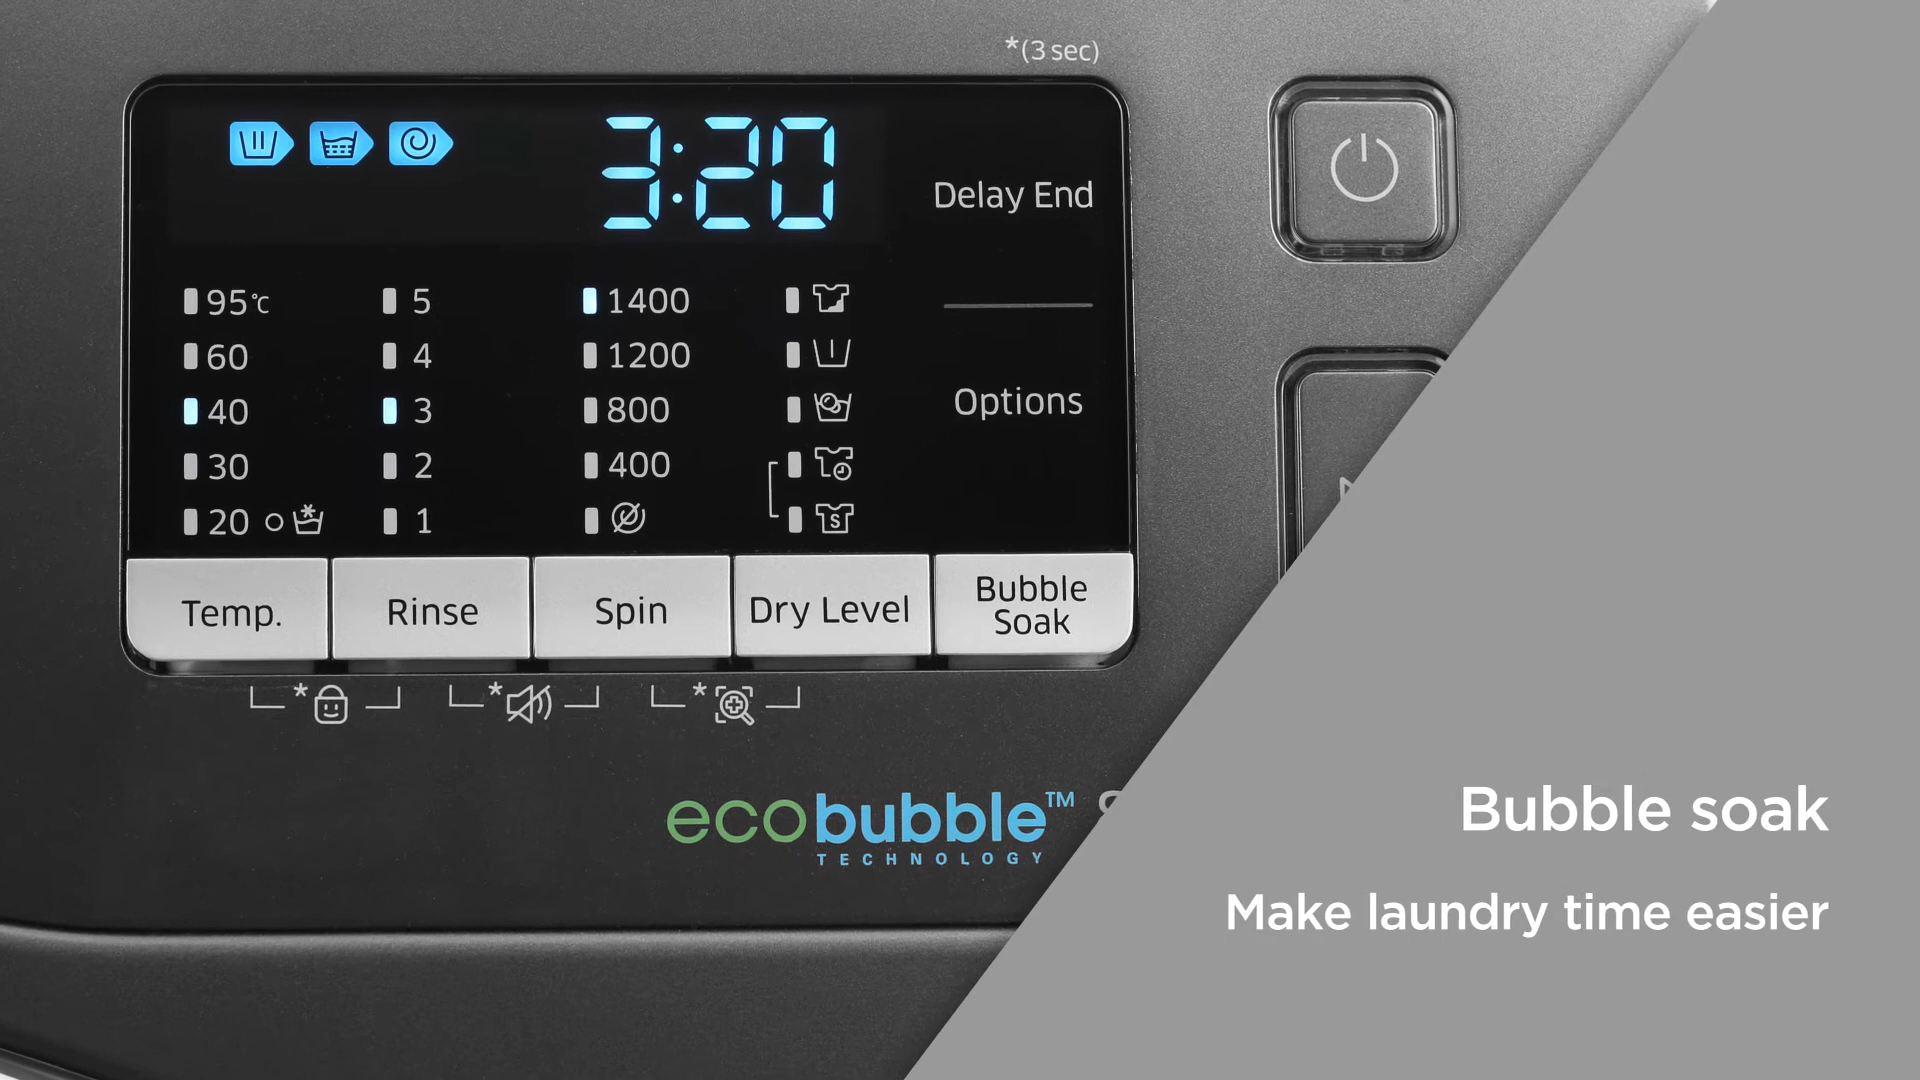 *(3 sec)
3:20
Delay End
95℃ 5 1400
60 4 1200
40 3 800
Options
30 2 400
20 1
S
Temp. Rinse Spin Dry Level Bubble Soak
* * *
ecobubble™
TECHNOLOGY
Bubble soak
Make laundry time easier